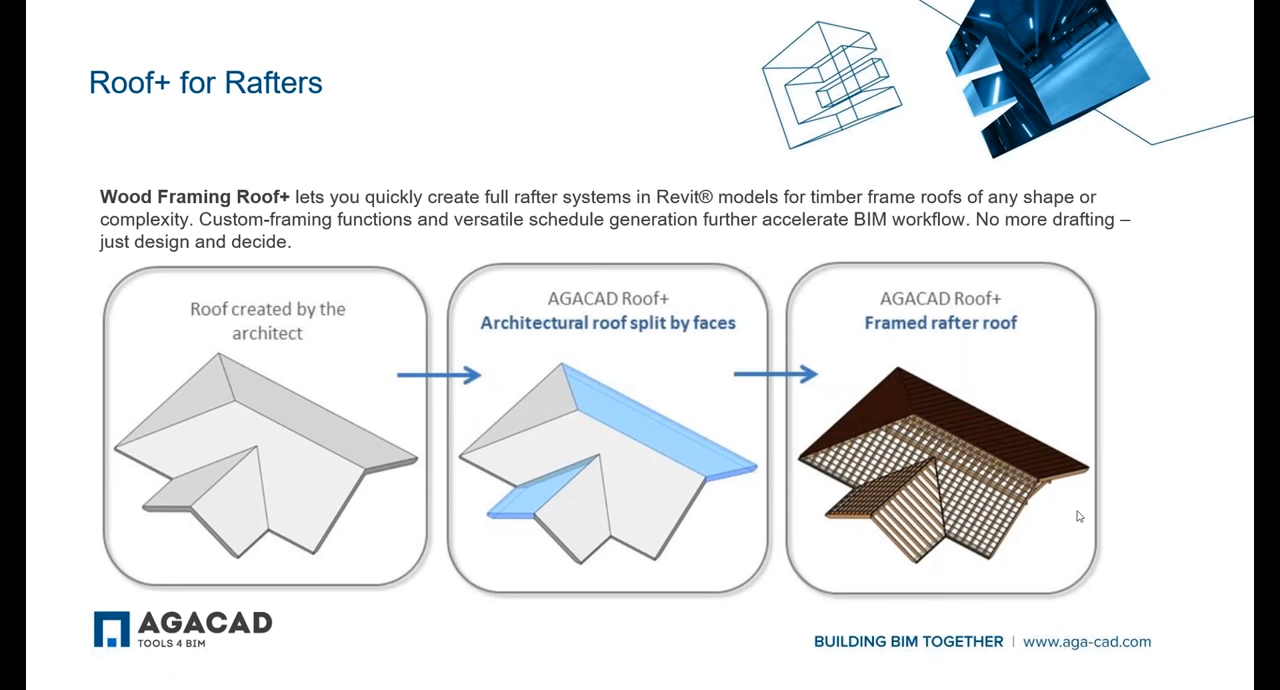 Roof+ for Rafters
Wood Framing Roof+ lets you quickly create full rafter systems in Revit® models for timber frame roofs of any shape or
complexity. Custom-framing functions and versatile schedule generation further accelerate BIM workflow. No more drafting –
just design and decide.
Roof created by the
architect
AGACAD Roof+
Architectural roof split by faces
AGACAD Roof+
Framed rafter roof
AGACAD
TOOLS 4 BIM
BUILDING BIM TOGETHER | www.aga-cad.com